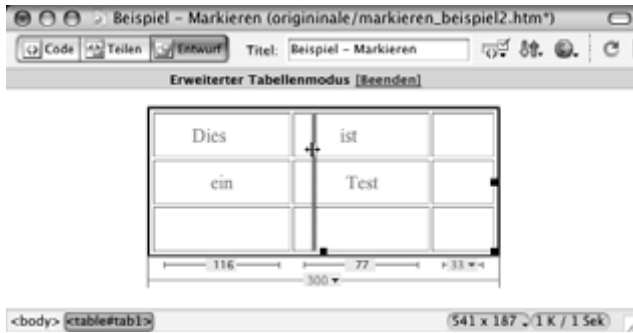 Beispiel – Markieren (origininale/markieren_beispiel2.htm*)
Code Teilen Entwurf Titel: Beispiel – Markieren
Erweiterter Tabellenmodus [Beenden]
Dies ist
ein Test
116 77 33
300
<body> <table#tab1> 541 x 187 1 K / 1 Sek